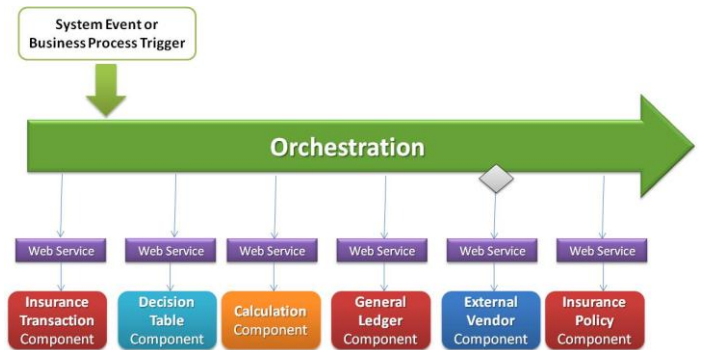 System Event or
Business Process Trigger
Orchestration
Web Service
Web Service
Web Service
Web Service
Web Service
Web Service
Insurance
Transaction
Component
Decision
Table
Component
Calculation
Component
General
Ledger
Component
External
Vendor
Component
Insurance
Policy
Component